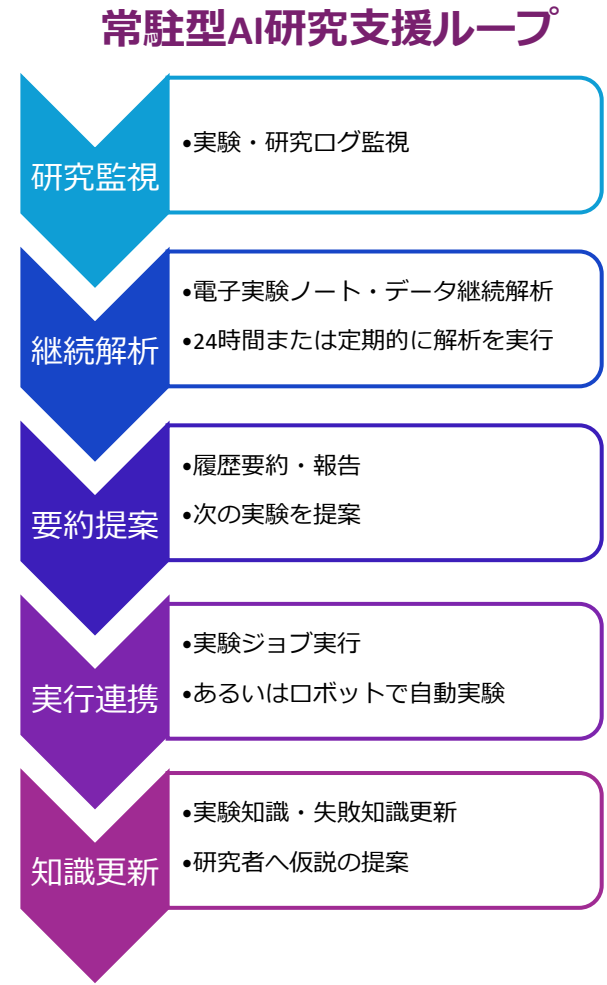 常駐型AI研究支援ループ
研究監視
•実験・研究ログ監視
継続解析
•電子実験ノート・データ継続解析
•24時間または定期的に解析を実行
要約提案
•履歴要約・報告
•次の実験を提案
実行連携
•実験ジョブ実行
•あるいはロボットで自動実験
知識更新
•実験知識・失敗知識更新
•研究者へ仮説の提案